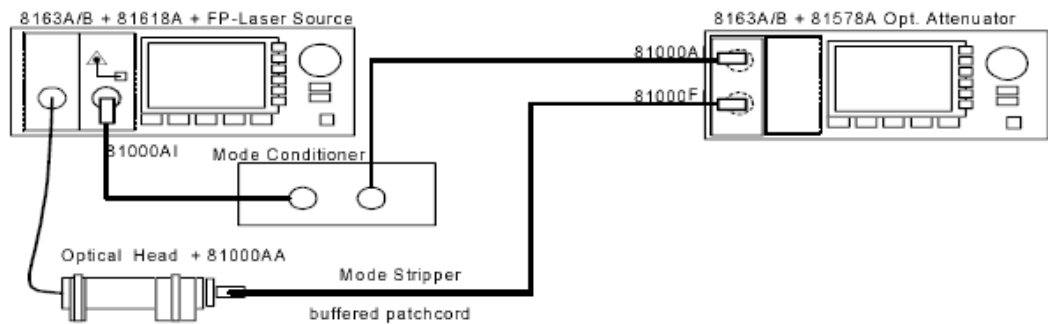 8163A/B + 81618A + FP-Laser Source
8163A/B + 81578A Opt. Attenuator
81000AI
81000FI
81000AI
Mode Conditioner
Optical Head + 81000AA
Mode Stripper
buffered patchcord